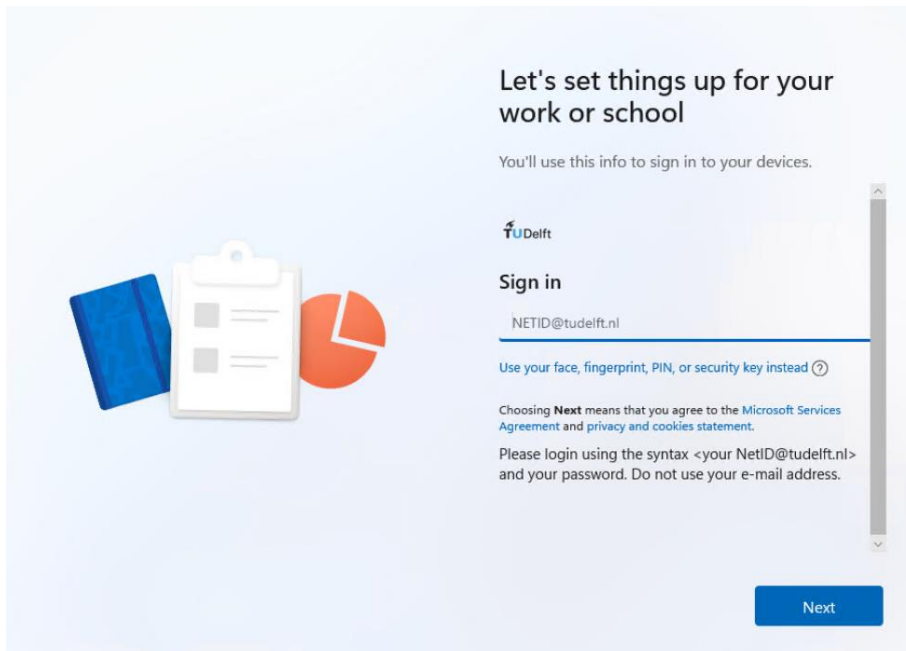 Let's set things up for your
work or school
You'll use this info to sign in to your devices.
TUDelft
Sign in
NETID@tudelft.nl
Use your face, fingerprint, PIN, or security key instead ?
Choosing Next means that you agree to the Microsoft Services
Agreement and privacy and cookies statement.
Please login using the syntax <your NetID@tudelft.nl>
and your password. Do not use your e-mail address.
Next